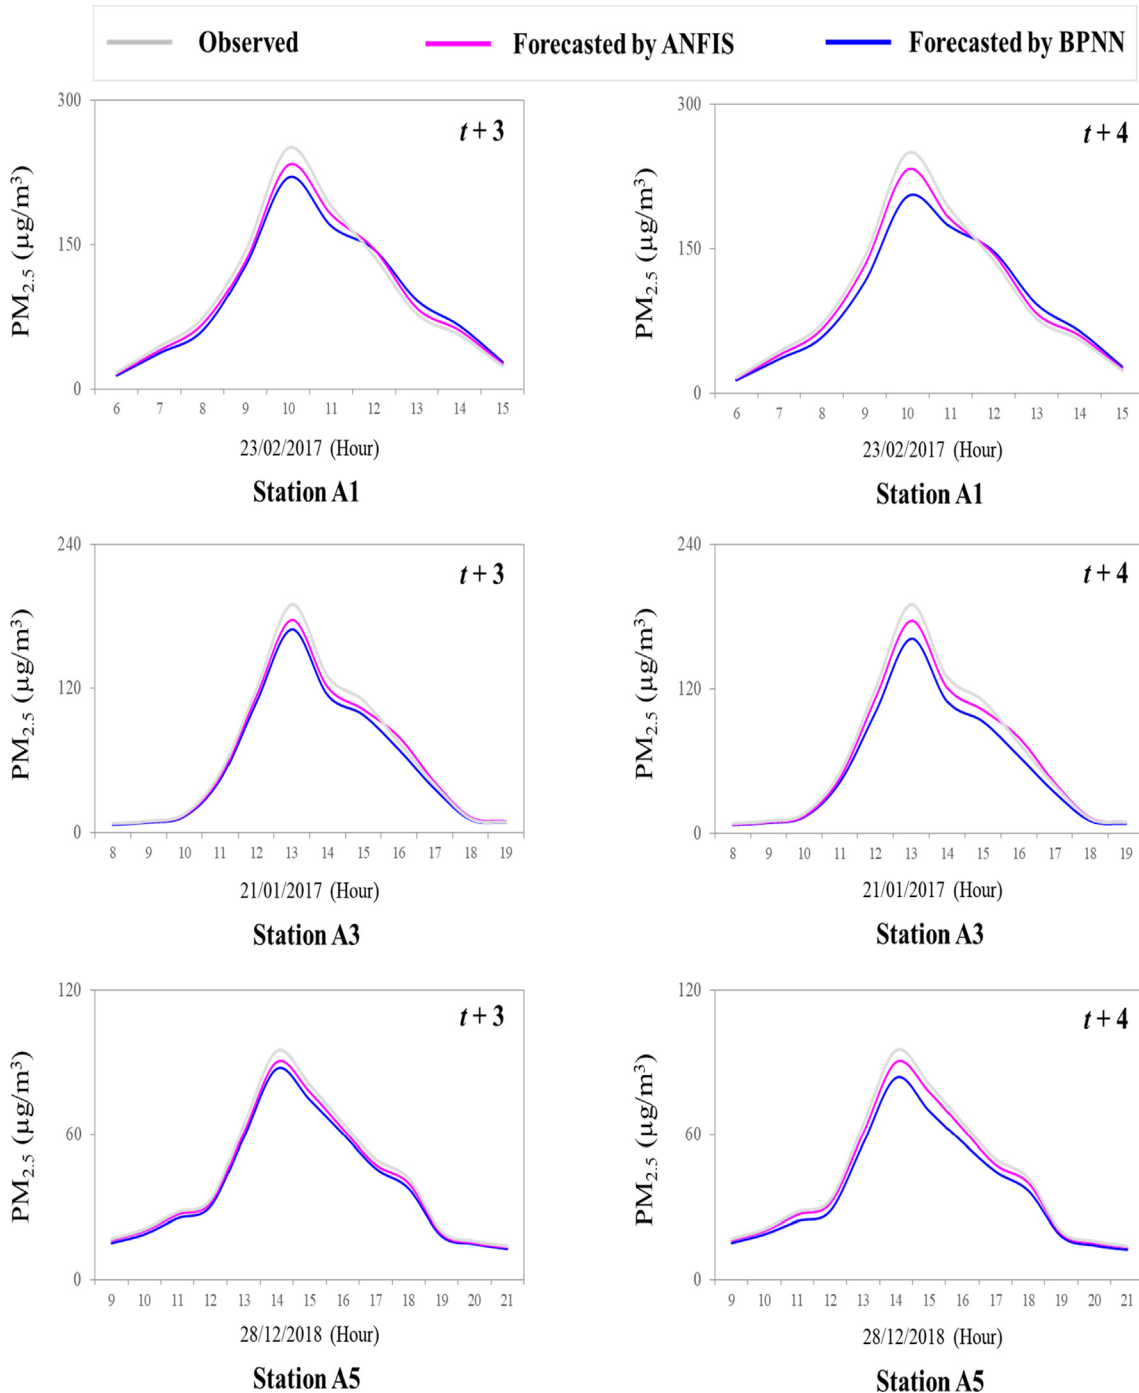 Observed Forecasted by ANFIS Forecasted by BPNN
300
150
0
PM2.5 (µg/m³)
t + 3
6 7 8 9 10 11 12 13 14 15
23/02/2017 (Hour)
Station A1
300
150
0
PM2.5 (µg/m³)
t + 4
6 7 8 9 10 11 12 13 14 15
23/02/2017 (Hour)
Station A1
240
120
0
PM2.5 (µg/m³)
t + 3
8 9 10 11 12 13 14 15 16 17 18 19
21/01/2017 (Hour)
Station A3
240
120
0
PM2.5 (µg/m³)
t + 4
8 9 10 11 12 13 14 15 16 17 18 19
21/01/2017 (Hour)
Station A3
120
60
0
PM2.5 (µg/m³)
t + 3
9 10 11 12 13 14 15 16 17 18 19 20 21
28/12/2018 (Hour)
Station A5
120
60
0
PM2.5 (µg/m³)
t + 4
9 10 11 12 13 14 15 16 17 18 19 20 21
28/12/2018 (Hour)
Station A5